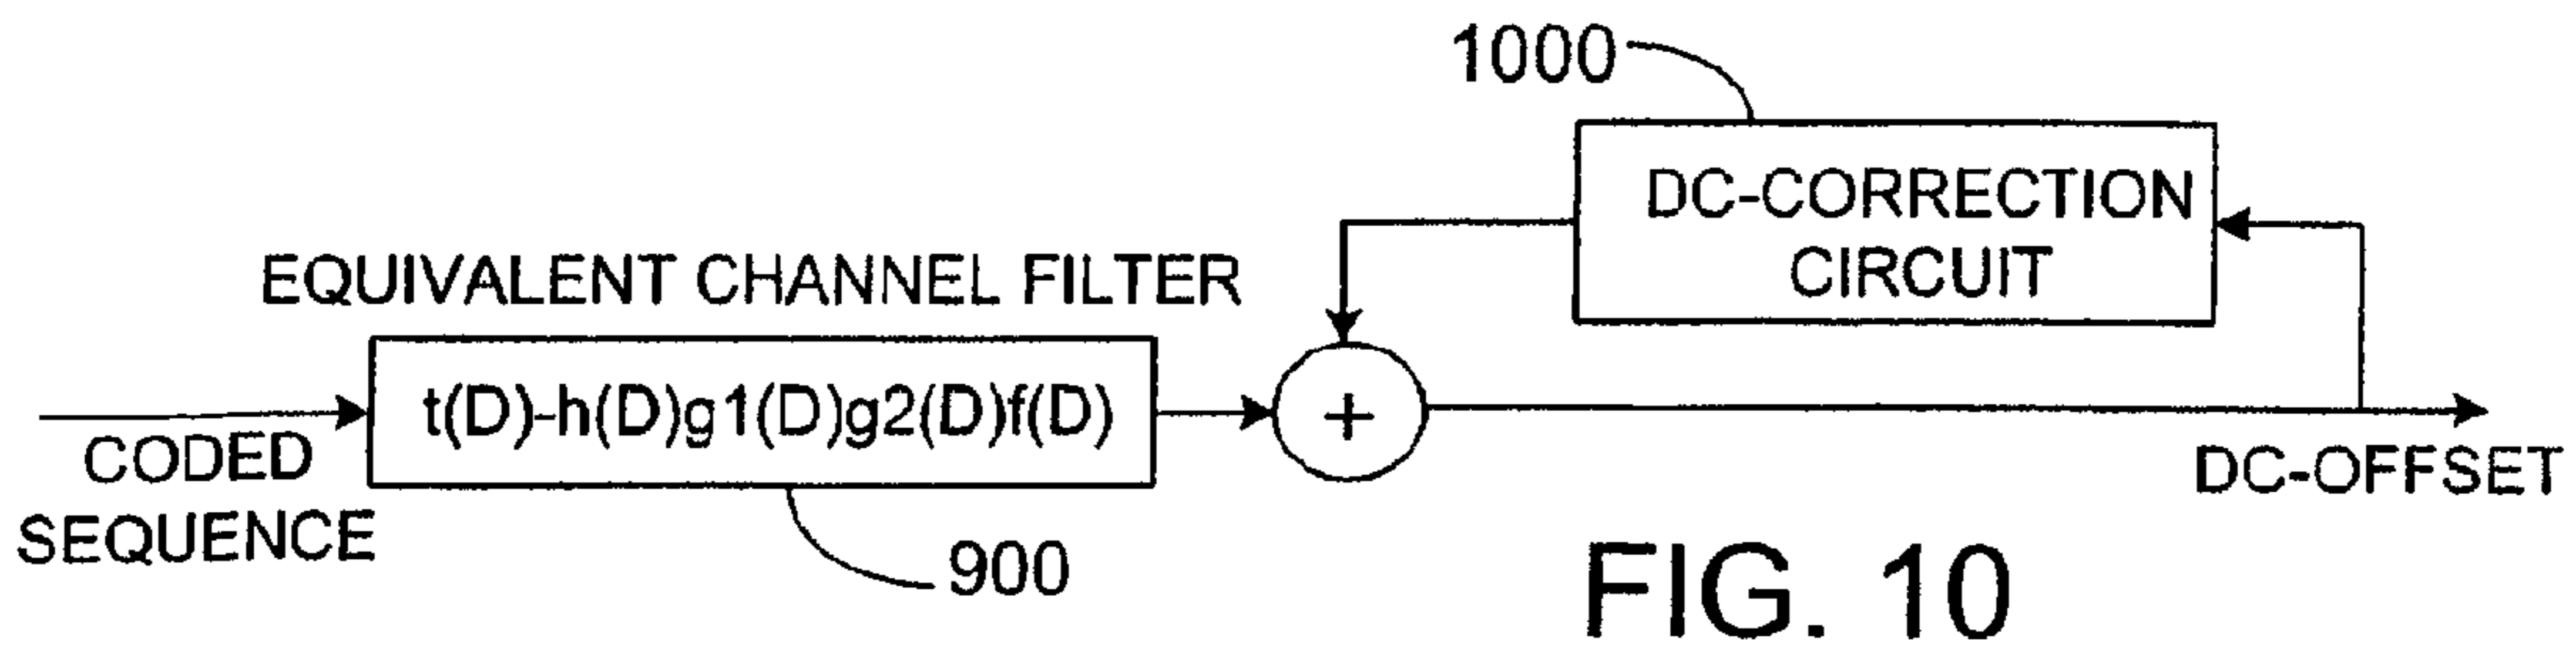 1000
DC-CORRECTION
CIRCUIT
EQUIVALENT CHANNEL FILTER
t(D)-h(D)g1(D)g2(D)f(D)
+
CODED
SEQUENCE
DC-OFFSET
900
FIG. 10